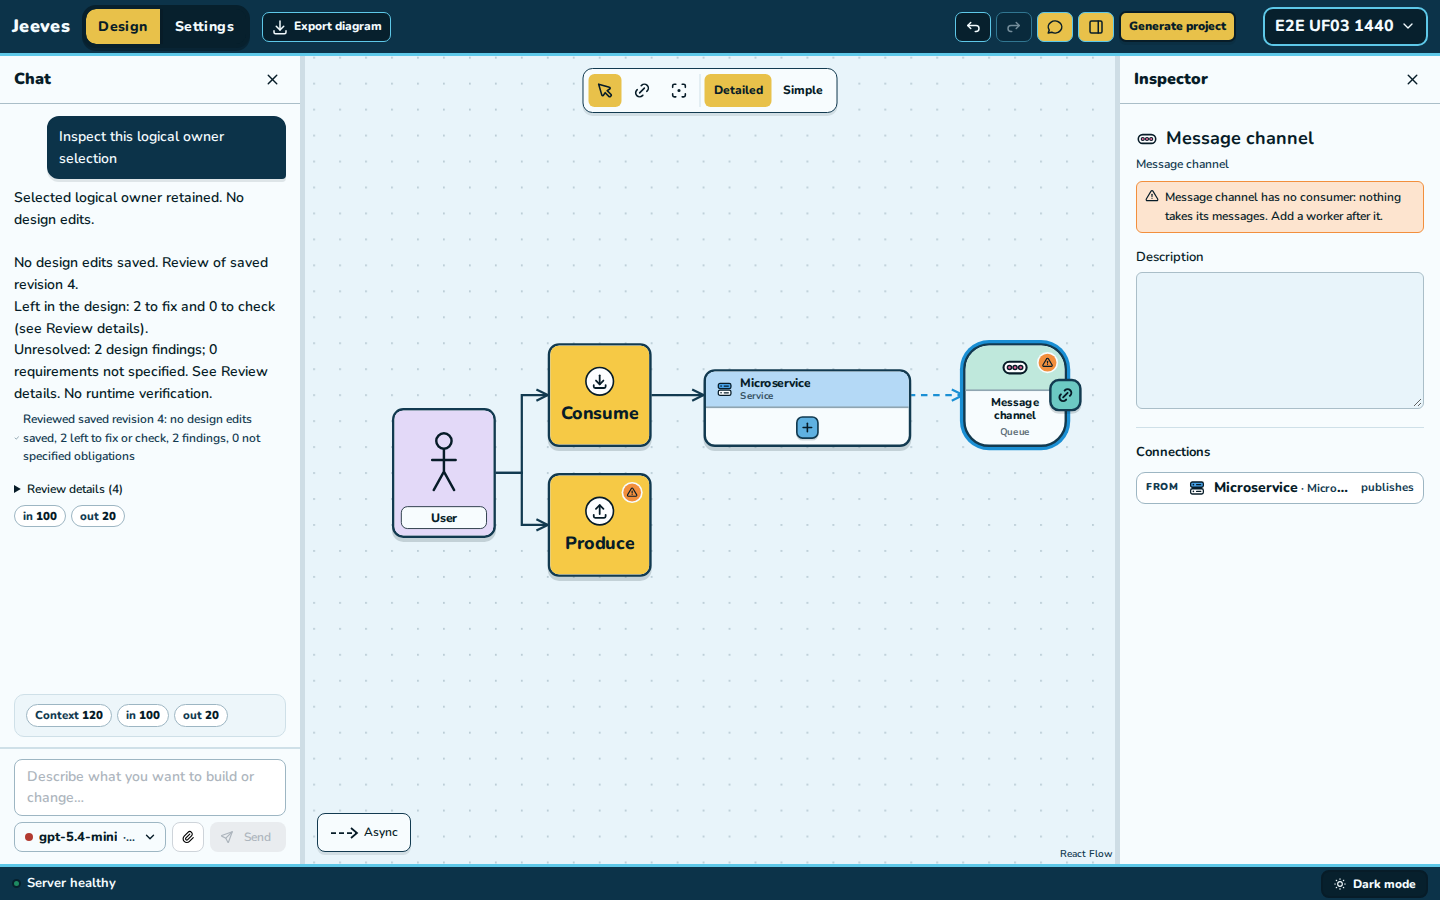 Jeeves
Design
Settings
Export diagram
Generate project
E2E UF03 1440
Chat
Inspect this logical owner
selection
Selected logical owner retained. No
design edits.
No design edits saved. Review of saved
revision 4.
Left in the design: 2 to fix and 0 to check
(see Review details).
Unresolved: 2 design findings; 0
requirements not specified. See Review
details. No runtime verification.
Reviewed saved revision 4: no design edits
saved, 2 left to fix or check, 2 findings, 0 not
specified obligations
Review details (4)
in 100
out 20
Context 120
in 100
out 20
Describe what you want to build or
change...
gpt-5.4-mini ·...
Send
Detailed
Simple
User
Consume
Produce
Microservice
Service
Message
channel
Queue
Async
React Flow
Inspector
Message channel
Message channel
Message channel has no consumer: nothing
takes its messages. Add a worker after it.
Description
Connections
FROM
Microservice · Micro...
publishes
Server healthy
Dark mode